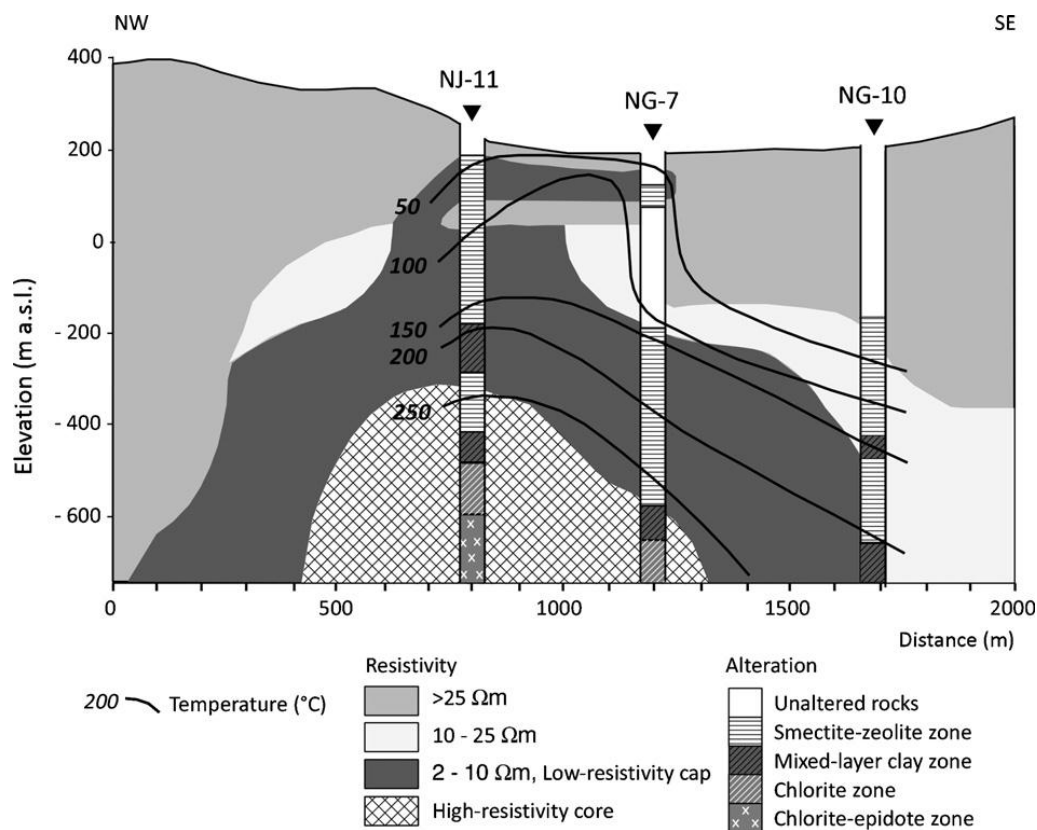 NW
SE
400
200
0
- 200
- 400
- 600
Elevation (m a.s.l.)
NJ-11
NG-7
NG-10
50
100
150
200
250
0
500
1000
1500
2000
Distance (m)
200
Temperature (°C)
Resistivity
>25 Ωm
10 - 25 Ωm
2 - 10 Ωm, Low-resistivity cap
High-resistivity core
Alteration
Unaltered rocks
Smectite-zeolite zone
Mixed-layer clay zone
Chlorite zone
Chlorite-epidote zone